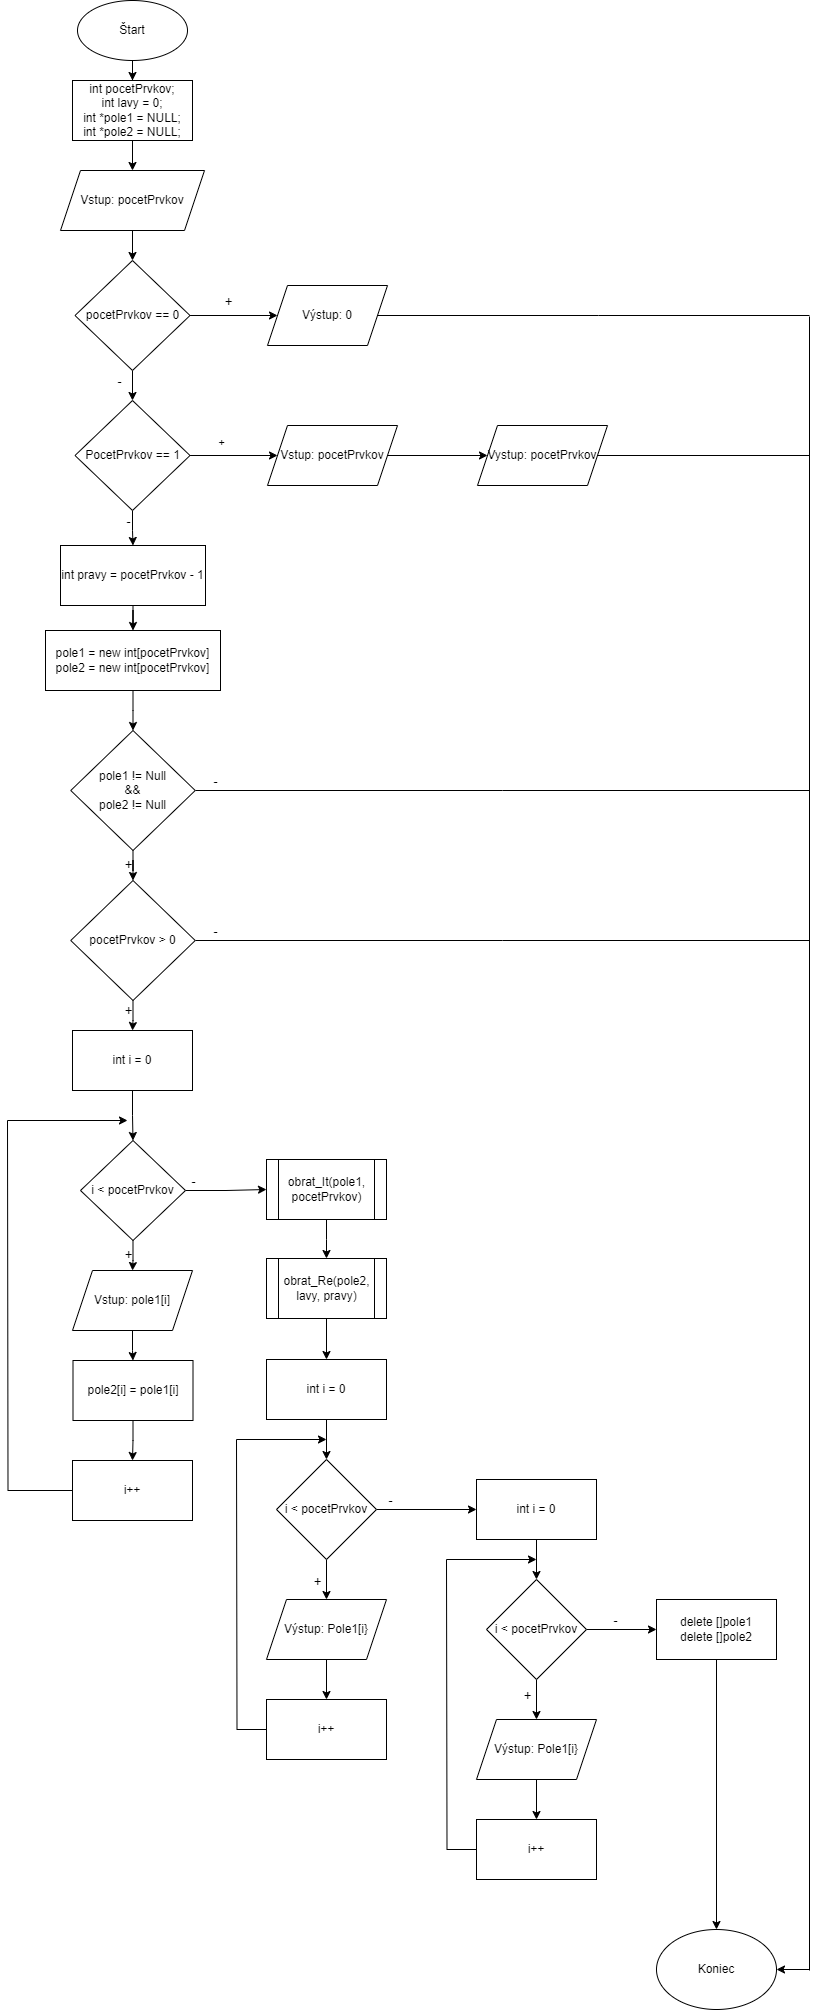 Štart
int pocetPrvkov;
int lavy = 0;
int *pole1 = NULL;
int *pole2 = NULL;
Vstup: pocetPrvkov
pocetPrvkov == 0
+
Výstup: 0
-
PocetPrvkov == 1
+
Vstup: pocetPrvkov
Vystup: pocetPrvkov
-
int pravy = pocetPrvkov - 1
pole1 = new int[pocetPrvkov]
pole2 = new int[pocetPrvkov]
pole1 != Null
&&
pole2 != Null
-
+
pocetPrvkov > 0
-
+
int i = 0
i < pocetPrvkov
-
obrat_It(pole1,
pocetPrvkov)
+
obrat_Re(pole2,
lavy, pravy)
Vstup: pole1[i]
pole2[i] = pole1[i]
int i = 0
i++
i < pocetPrvkov
-
int i = 0
+
Výstup: Pole1[i}
i < pocetPrvkov
-
delete []pole1
delete []pole2
+
i++
Výstup: Pole1[i}
i++
Koniec